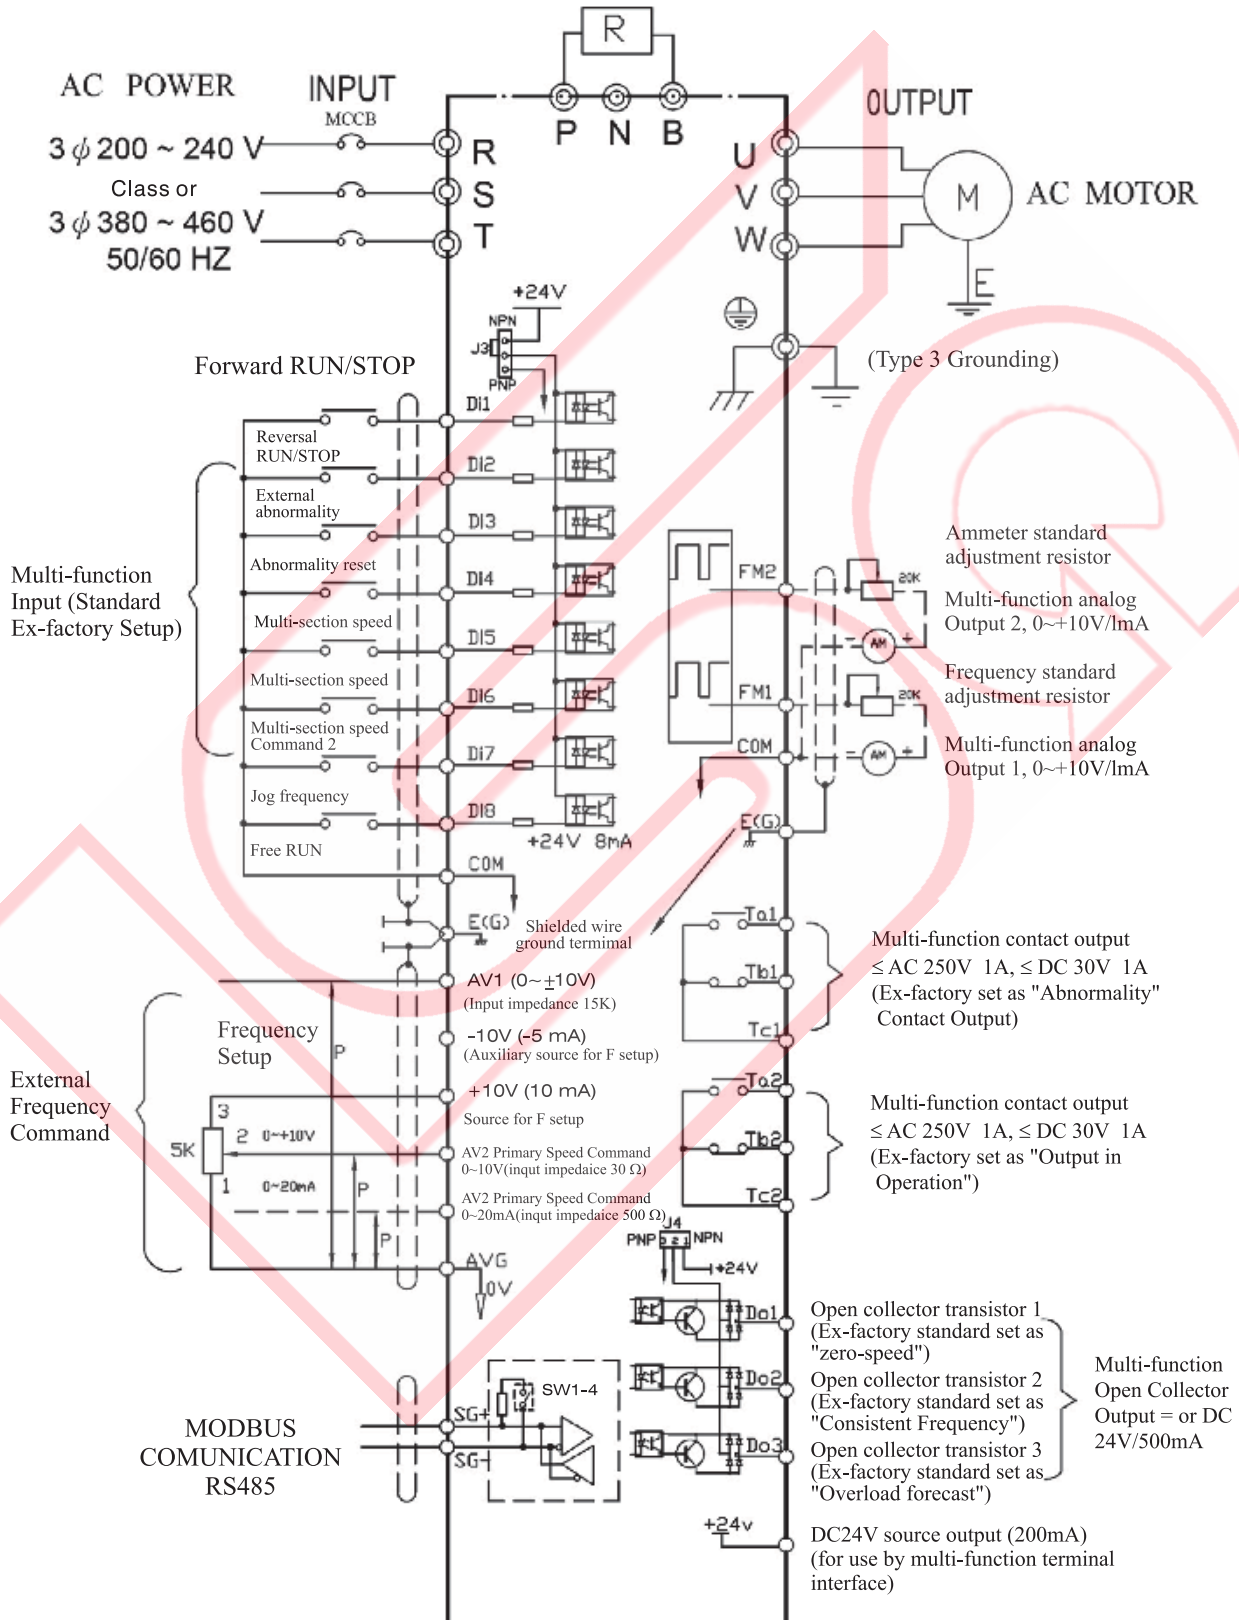 R
AC POWER
INPUT
MCCB
P N B
OUTPUT
3 ϕ 200 ~ 240 V
R
U
Class or
S
V
M
AC MOTOR
3 ϕ 380 ~ 460 V
T
W
50/60 HZ
E
+24V
NPN
J3
PNP
(Type 3 Grounding)
Forward RUN/STOP
Di1
Reversal
RUN/STOP
DI2
External
abnormality
DI3
Abnormality reset
DI4
Multi-section speed
DI5
Multi-section speed
DI6
Multi-section speed
Command 2
Di7
Jog frequency
DI8
+24V 8mA
Free RUN
COM
Multi-function
Input (Standard
Ex-factory Setup)
FM2
20K
AM
- +
FM1
20K
COM
AM
- +
E(G)
Ammeter standard
adjustment resistor
Multi-function analog
Output 2, 0~+10V/lmA
Frequency standard
adjustment resistor
Multi-function analog
Output 1, 0~+10V/lmA
E(G)
Shielded wire
ground termimal
AV1 (0~±10V)
(Input impedance 15K)
-10V (-5 mA)
(Auxiliary source for F setup)
+10V (10 mA)
Source for F setup
AV2 Primary Speed Command
0~10V(inqut impedaice 30 Ω)
AV2 Primary Speed Command
0~20mA(input impedaice 500 Ω)
AVG
0V
Frequency
Setup
P
External
Frequency
Command
3
5K
2
0~+10V
1
0~20mA
P
P
Ta1
Tb1
Tc1
Multi-function contact output
≤ AC 250V 1A, ≤ DC 30V 1A
(Ex-factory set as "Abnormality"
Contact Output)
Ta2
Tb2
Tc2
Multi-function contact output
≤ AC 250V 1A, ≤ DC 30V 1A
(Ex-factory set as "Output in
Operation")
J4
PNP 3 2 1 NPN
+24V
Do1
Do2
Do3
Open collector transistor 1
(Ex-factory standard set as
"zero-speed")
Open collector transistor 2
(Ex-factory standard set as
"Consistent Frequency")
Open collector transistor 3
(Ex-factory standard set as
"Overload forecast")
Multi-function
Open Collector
Output = or DC
24V/500mA
MODBUS
COMUNICATION
RS485
SG+
SG-
SW1-4
+24v
DC24V source output (200mA)
(for use by multi-function terminal
interface)